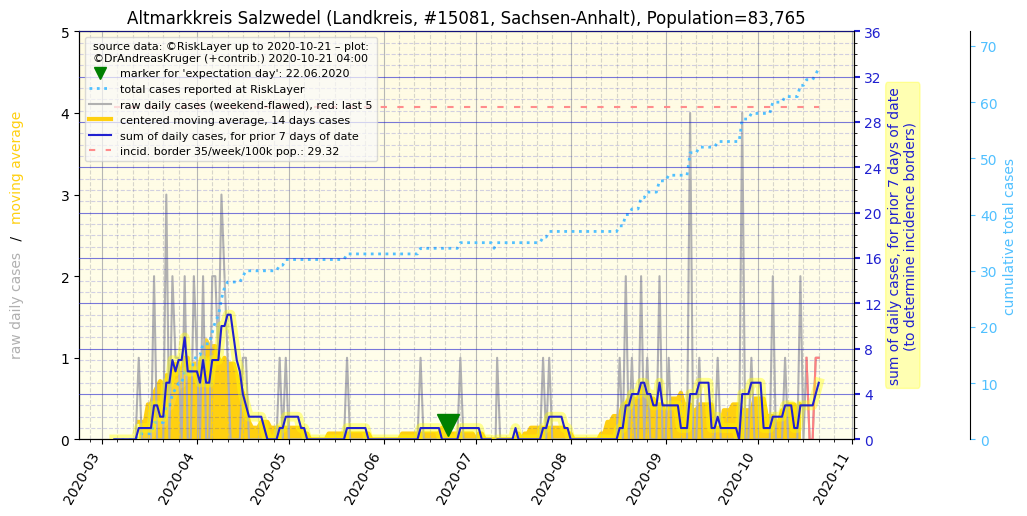 Altmarkkreis Salzwedel (Landkreis, #15081, Sachsen-Anhalt), Population=83,765
source data: ©RiskLayer up to 2020-10-21 – plot:
©DrAndreasKruger (+contrib.) 2020-10-21 04:00
marker for 'expectation day': 22.06.2020
total cases reported at RiskLayer
raw daily cases (weekend-flawed), red: last 5
centered moving average, 14 days cases
sum of daily cases, for prior 7 days of date
incid. border 35/week/100k pop.: 29.32
raw daily cases / moving average
5
4
3
2
1
0
2020-03
2020-04
2020-05
2020-06
2020-07
2020-08
2020-09
2020-10
2020-11
36
32
28
24
20
16
12
8
4
0
sum of daily cases, for prior 7 days of date
(to determine incidence borders)
70
60
50
40
30
20
10
0
cumulative total cases